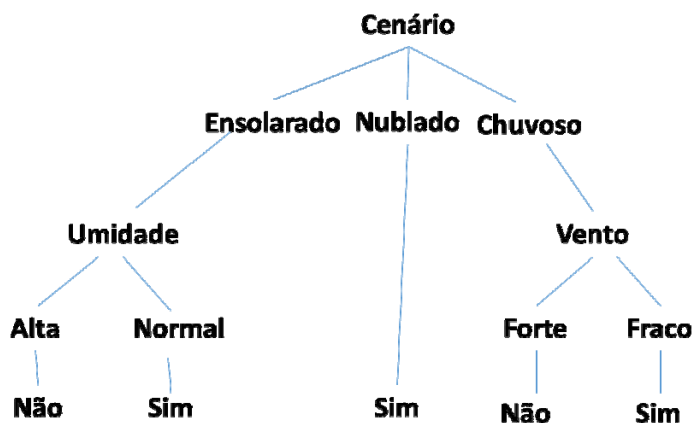 Cenário
Ensolarado Nublado Chuvoso
Umidade Vento
Alta Normal Forte Fraco
Não Sim Sim Não Sim